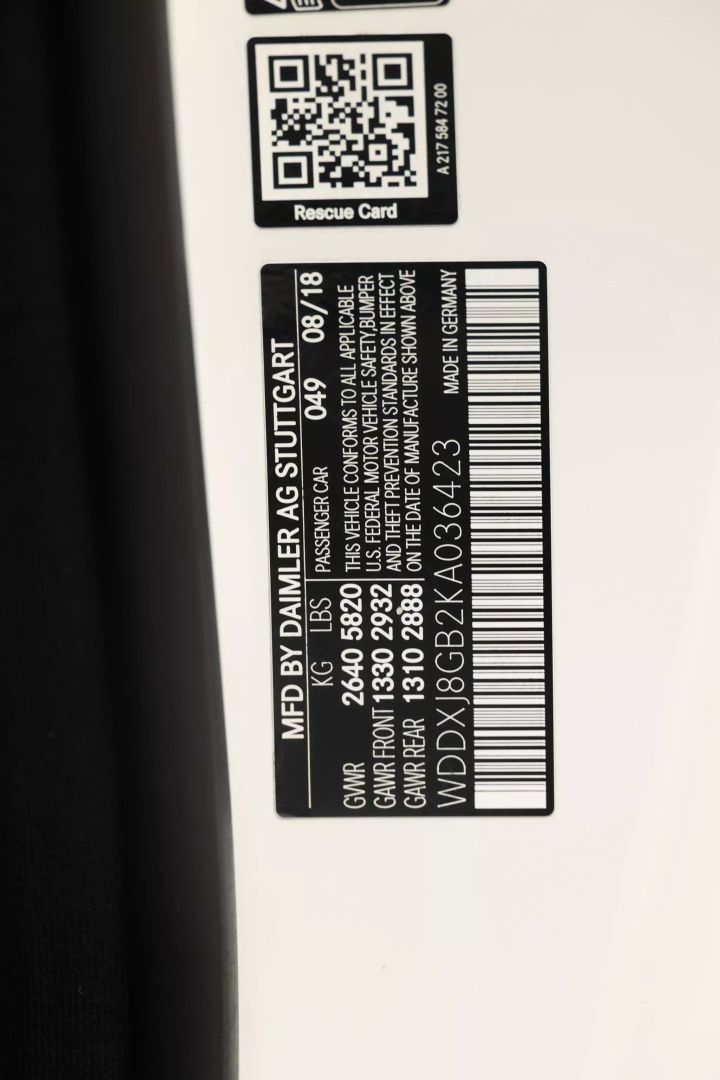 Rescue Card
A 217 584 72 00
MFD BY DAIMLER AG STUTTGART
KG LBS PASSENGER CAR 049 08/18
GVWR 2640 5820 THIS VEHICLE CONFORMS TO ALL APPLICABLE
GAWR FRONT 1330 2932 U.S. FEDERAL MOTOR VEHICLE SAFETY,BUMPER
GAWR REAR 1310 2888 AND THEFT PREVENTION STANDARDS IN EFFECT
ON THE DATE OF MANUFACTURE SHOWN ABOVE
WDDXJ8GB2KA036423 MADE IN GERMANY